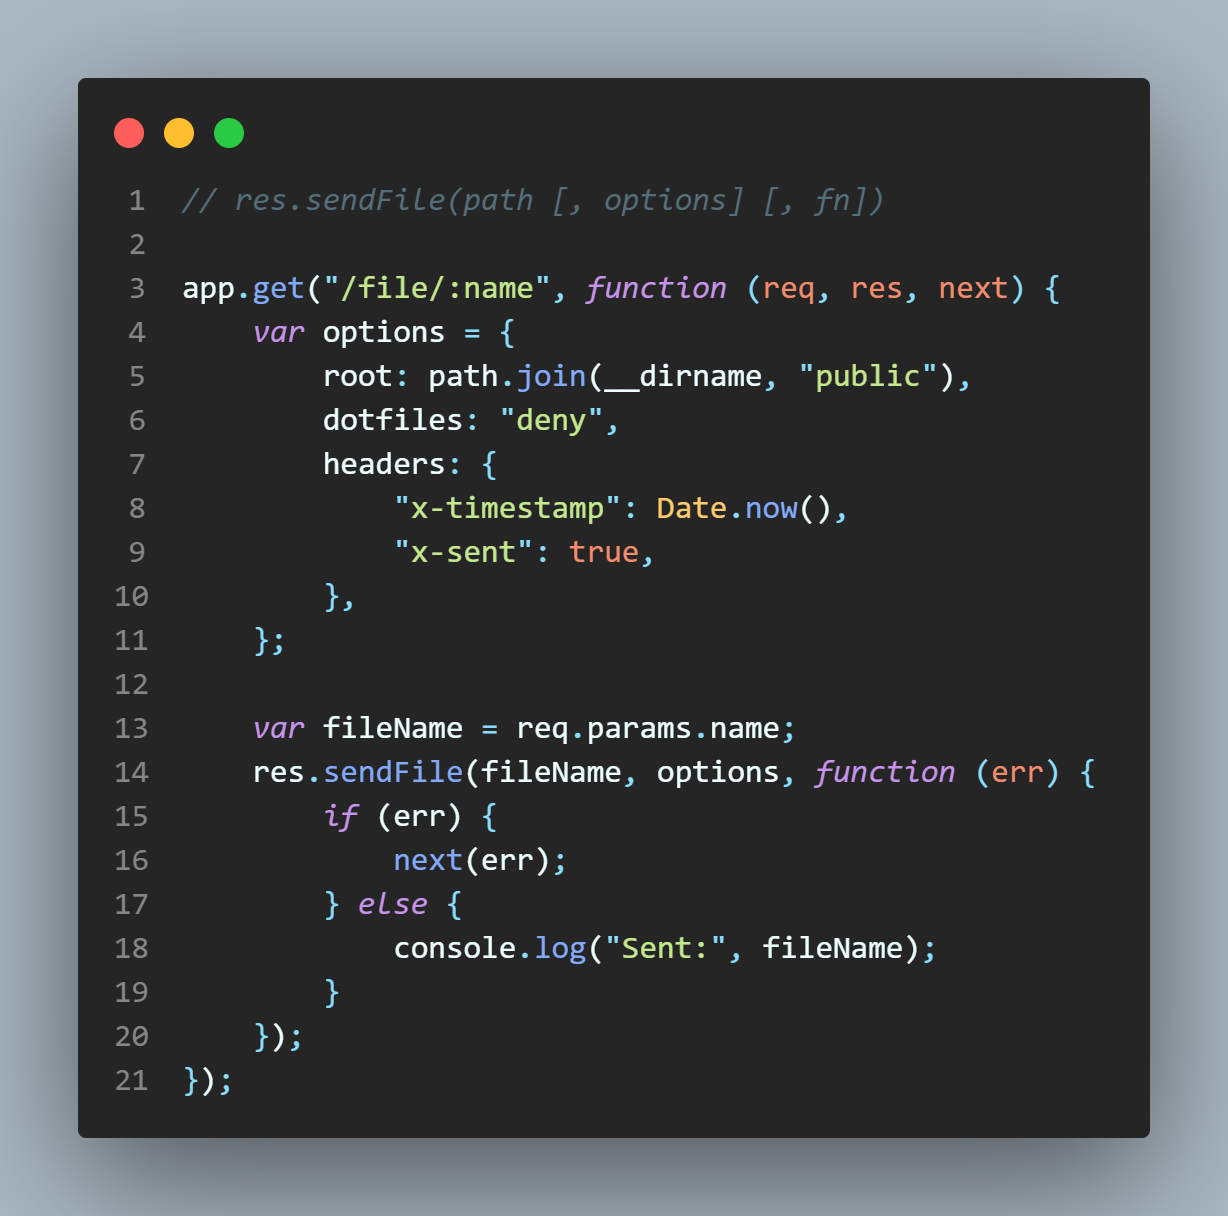 1 // res.sendFile(path [, options] [, fn])
2
3 app.get("/file/:name", function (req, res, next) {
4     var options = {
5         root: path.join(__dirname, "public"),
6         dotfiles: "deny",
7         headers: {
8             "x-timestamp": Date.now(),
9             "x-sent": true,
10         },
11     };
12
13     var fileName = req.params.name;
14     res.sendFile(fileName, options, function (err) {
15         if (err) {
16             next(err);
17         } else {
18             console.log("Sent:", fileName);
19         }
20     });
21 });